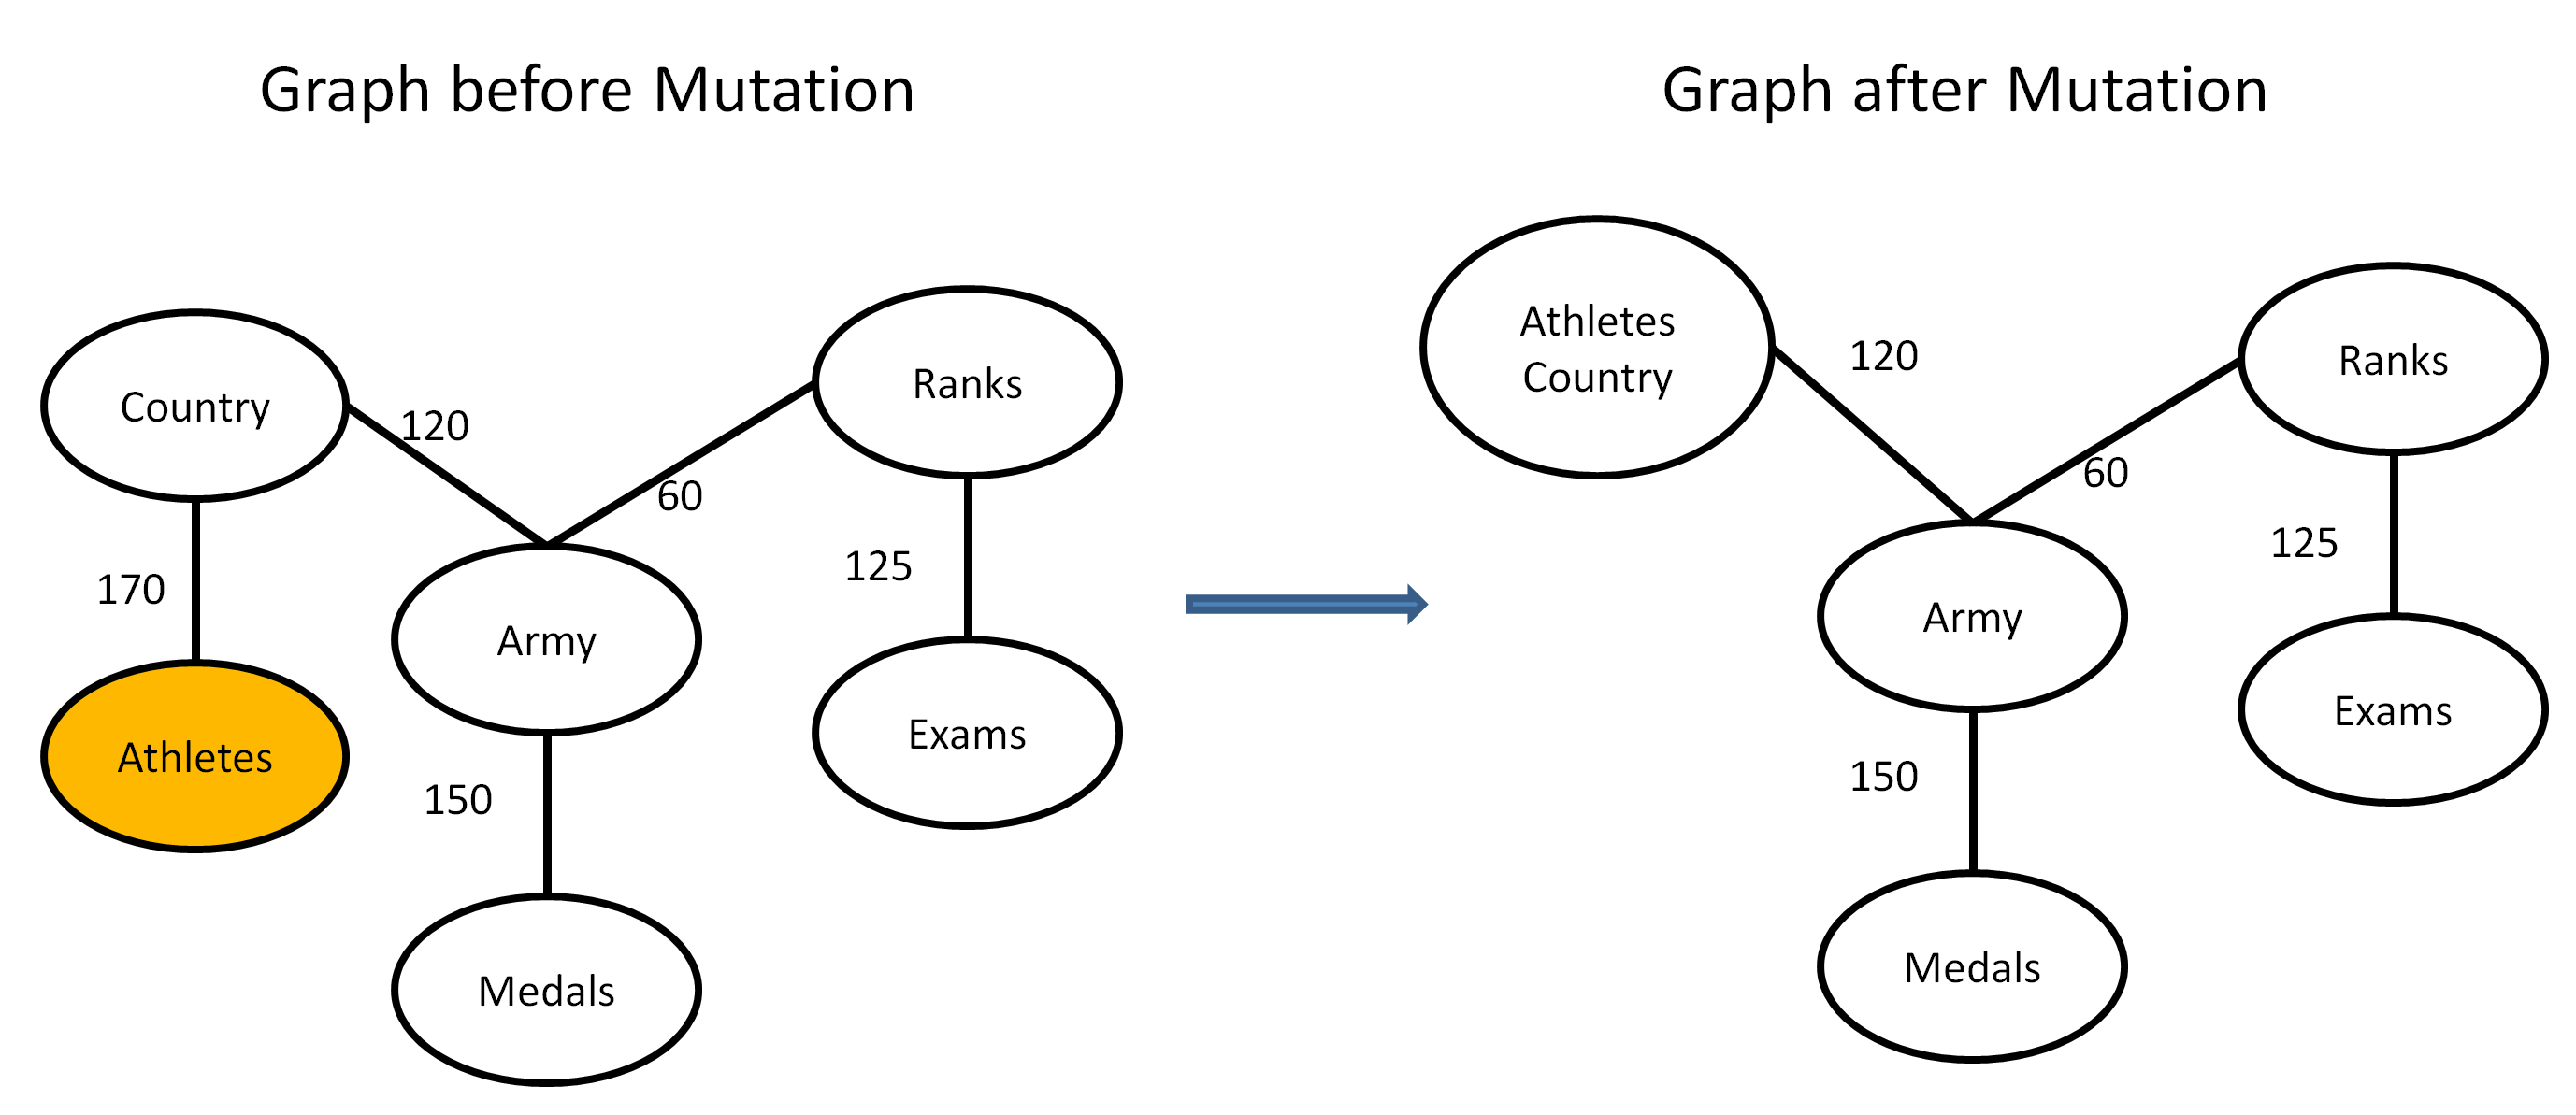 Graph before Mutation
Country
120
Ranks
60
170
125
Army
Athletes
Exams
150
Medals
Graph after Mutation
Athletes
Country
120
Ranks
60
125
Army
Exams
150
Medals